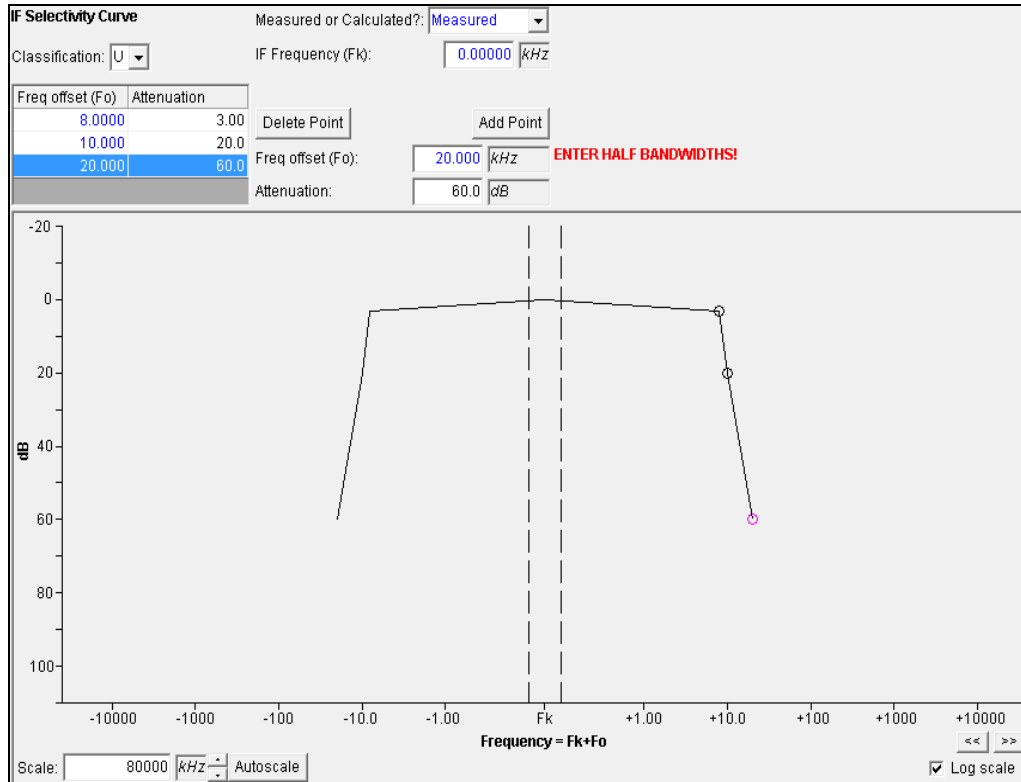 IF Selectivity Curve
Measured or Calculated?: Measured
Classification: U
IF Frequency (Fk): 0.00000 kHz
Freq offset (Fo) Attenuation
8.0000 3.00
10.000 20.0
20.000 60.0
Delete Point Add Point
Freq offset (Fo): 20.000 kHz ENTER HALF BANDWIDTHS!
Attenuation: 60.0 dB
-20
0
20
40
60
80
100
dB
-10000 -1000 -100 -10.0 -1.00 Fk +1.00 +10.0 +100 +1000 +10000
Frequency = Fk+Fo
<< >>
Scale: 80000 kHz Autoscale
Log scale